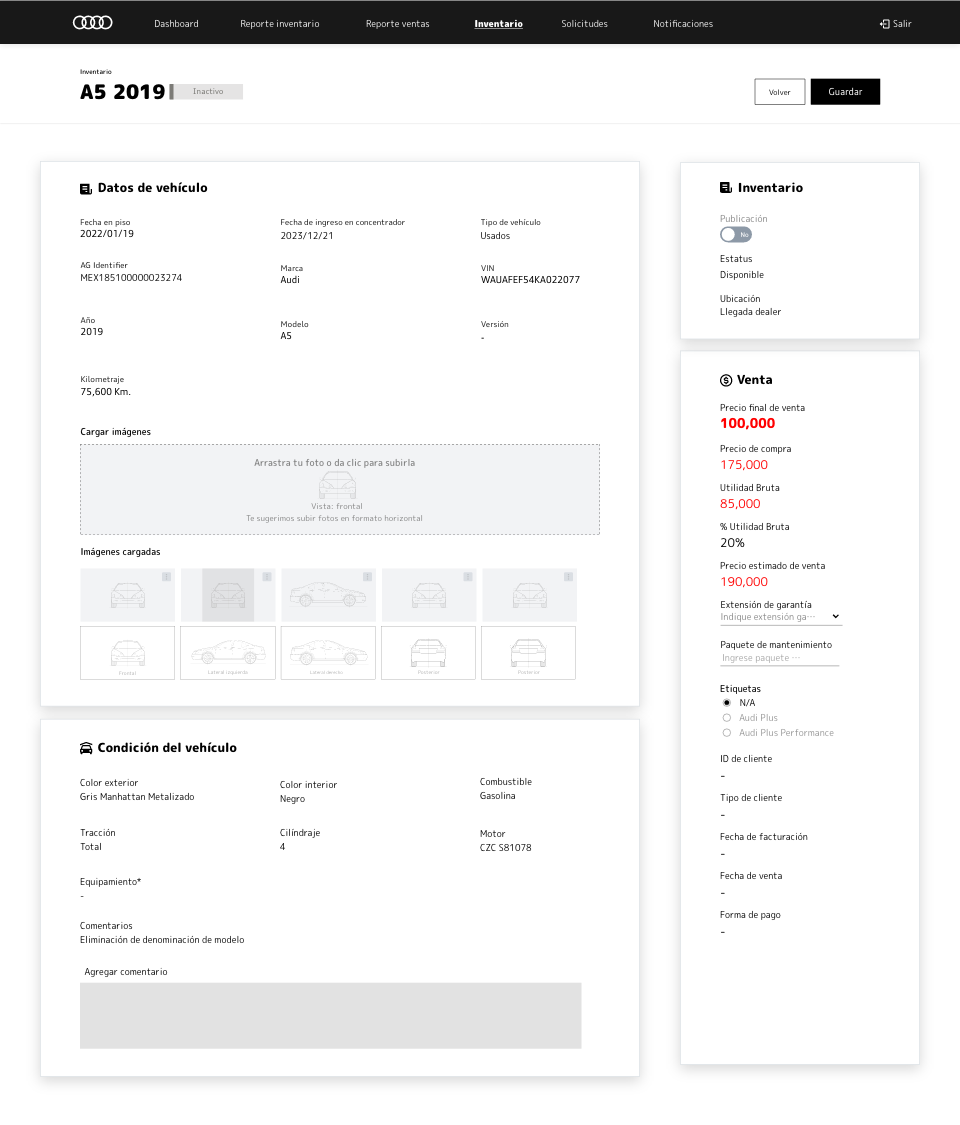 Dashboard
Reporte inventario
Reporte ventas
Inventario
Solicitudes
Notificaciones
Salir
Inventario
A5 2019
Inactivo
Volver
Guardar
Datos de vehículo
Fecha en piso
2022/01/19
Fecha de ingreso en concentrador
2023/12/21
Tipo de vehículo
Usados
AG Identifier
MEX185100000023274
Marca
Audi
VIN
WAUAFEF54KA022077
Año
2019
Modelo
A5
Versión
-
Kilometraje
75,600 Km.
Cargar imágenes
Arrastra tu foto o da clic para subirla
Vista: frontal
Te sugerimos subir fotos en formato horizontal
Imágenes cargadas
Frontal
Lateral izquierdo
Lateral derecho
Posterior
Posterior
Condición del vehículo
Color exterior
Gris Manhattan Metalizado
Color interior
Negro
Combustible
Gasolina
Tracción
Total
Cilíndraje
4
Motor
CZC S81078
Equipamiento*
-
Comentarios
Eliminación de denominación de modelo
Agregar comentario
Inventario
Publicación
No
Estatus
Disponible
Ubicación
Llegada dealer
Venta
Precio final de venta
100,000
Precio de compra
175,000
Utilidad Bruta
85,000
% Utilidad Bruta
20%
Precio estimado de venta
190,000
Extensión de garantía
Indique extensión ga···
Paquete de mantenimiento
Ingrese paquete ···
Etiquetas
N/A
Audi Plus
Audi Plus Performance
ID de cliente
-
Tipo de cliente
-
Fecha de facturación
-
Fecha de venta
-
Forma de pago
-